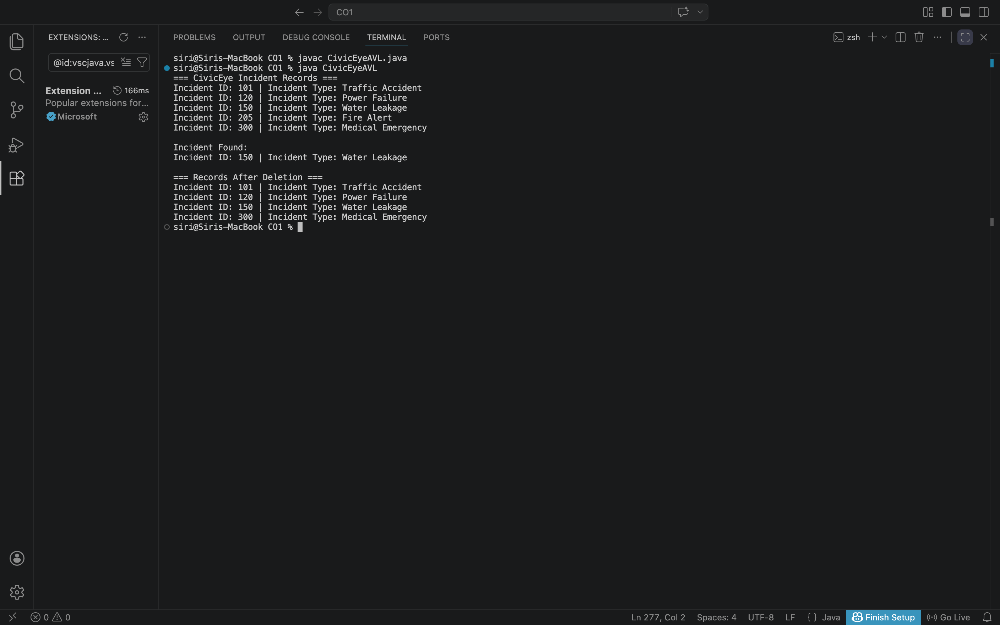 CO1
EXTENSIONS: ...
@id:vscjava.vs
Extension ... 166ms
Popular extensions for...
Microsoft
PROBLEMS OUTPUT DEBUG CONSOLE TERMINAL PORTS
zsh
siri@Siris-MacBook CO1 % javac CivicEyeAVL.java
siri@Siris-MacBook CO1 % java CivicEyeAVL
=== CivicEye Incident Records ===
Incident ID: 101 | Incident Type: Traffic Accident
Incident ID: 120 | Incident Type: Power Failure
Incident ID: 150 | Incident Type: Water Leakage
Incident ID: 205 | Incident Type: Fire Alert
Incident ID: 300 | Incident Type: Medical Emergency
Incident Found:
Incident ID: 150 | Incident Type: Water Leakage
=== Records After Deletion ===
Incident ID: 101 | Incident Type: Traffic Accident
Incident ID: 120 | Incident Type: Power Failure
Incident ID: 150 | Incident Type: Water Leakage
Incident ID: 300 | Incident Type: Medical Emergency
siri@Siris-MacBook CO1 %
0 0
Ln 277, Col 2 Spaces: 4 UTF-8 LF {} Java Finish Setup Go Live